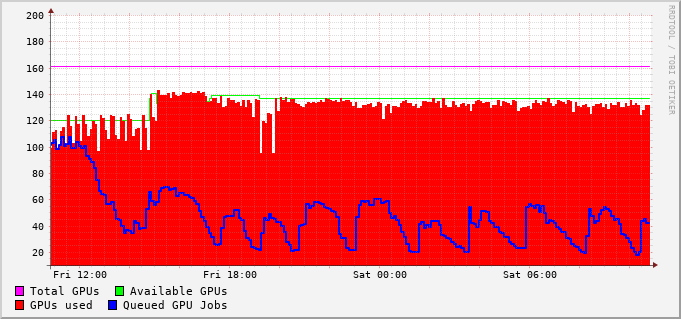 200
180
160
140
120
100
80
60
40
20
Fri 12:00 Fri 18:00 Sat 00:00 Sat 06:00
Total GPUs Available GPUs
GPUs used Queued GPU Jobs
RRDTOOL / TOBI OETIKER